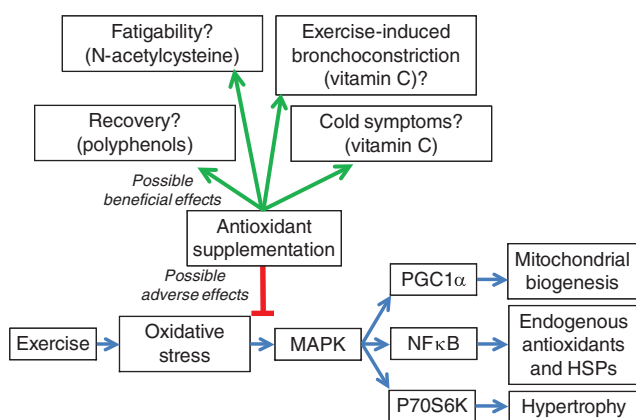 Fatigability?
(N-acetylcysteine)
Exercise-induced
bronchoconstriction
(vitamin C)?
Recovery?
(polyphenols)
Cold symptoms?
(vitamin C)
Possible
beneficial effects
Antioxidant
supplementation
Possible
adverse effects
Exercise
Oxidative
stress
MAPK
PGC1α
Mitochondrial
biogenesis
NFκB
Endogenous
antioxidants
and HSPs
P70S6K
Hypertrophy